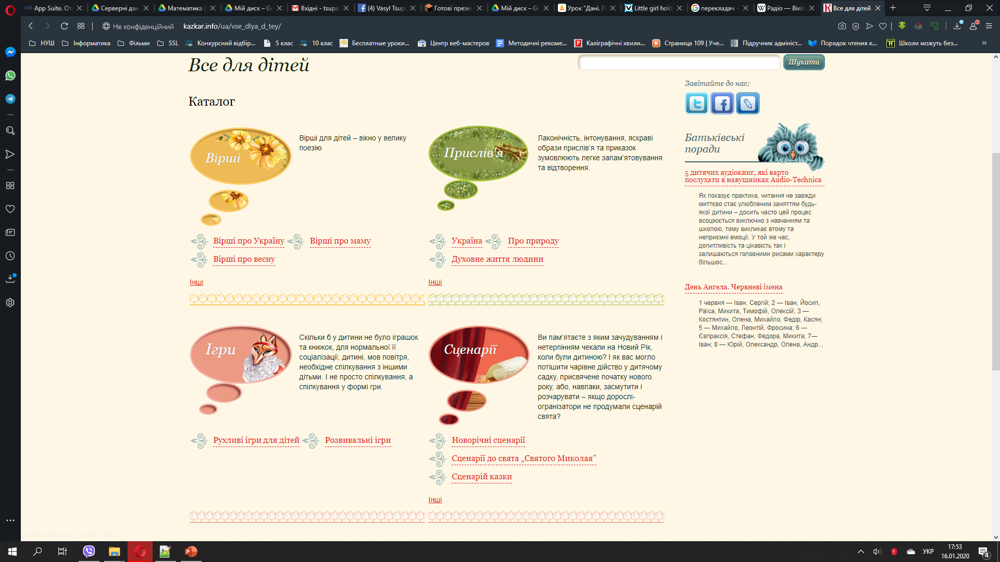 App Suite. От
Серверні дан
Математика (
Мій диск – Go
Вхідні - tsupa
(4) Vasyl Tsupa
Готові презен
Мій диск – Go
Урок "Дані. П
Little girl hold
перекладач -
Радіо — Вікіп
Все для дітей
Не конфіденційний
kazkar.info/ua/vse_dlya_d_tey/
НУШ
Інформатика
Фільми
SSL
Конкурсний відбір...
5 клас
10 клас
Бесплатные уроки...
Центр веб-мастеров
Методичні рекоме...
Каліграфічні хвили...
Страница 109 | Уче...
Підручник адмініст...
Порядок чтения к...
Школи можуть без...
Все для дітей
Шукати
Завітайте до нас:
Каталог
Вірші
Вірші для дітей – вікно у велику
поезію
Вірші про Україну
Вірші про маму
Вірші про весну
Інші
Прислів'я
Лаконічність, інтонування, яскраві
образи прислів’я та приказок
зумовлюють легке запам’ятовування
та відтворення.
Україна
Про природу
Духовне життя людини
Інші
Батьківські
поради
5 дитячих аудіокниг, які варто
послухати в навушниках Audio-Technica
Як показує практика, читання не завжди
миттєво стає улюбленим заняттям будь-
якої дитини – досить часто цей процес
асоціюється виключно з навчанням та
школою, тому викликає втому та
неприємні емоції. У той же час,
допитливість та цікавість так і
залишаються головними рисами характеру
більшос...
День Ангела. Червневі імена
1 червня — Іван, Сергій; 2 — Іван, Йосип,
Раїса, Микита, Тимофій, Олексій; 3 —
Костянтин, Олена, Михайло, Федір, Касян;
5 — Михайло, Леонтій, Фросина; 6 —
Євпраксія, Стефан, Федора, Микита; 7—
Іван; 8 — Юрій, Олександр, Олена, Андр...
Ігри
Скільки б у дитини не було іграшок
та книжок, для нормальної її
соціалізації, дитині, мов повітря,
необхідне спілкування з іншими
дітьми. І не просто спілкування, а
спілкування у формі гри.
Рухливі ігри для дітей
Розвивальні ігри
Сценарії
Ви пам’ятаєте з яким зачудуванням і
нетерпінням чекали на Новий Рік,
коли були дитиною? І як вас могло
потішити чарівне дійство у дитячому
садку, присвячене початку нового
року, або, навпаки, засмутити і
розчарувати – якщо дорослі-
огранізатори не продумали сценарій
свята?
Новорічні сценарії
Сценарії до свята „Святого Миколая"
Сценарій казки
Інші
УКР
17:53
16.01.2020
4